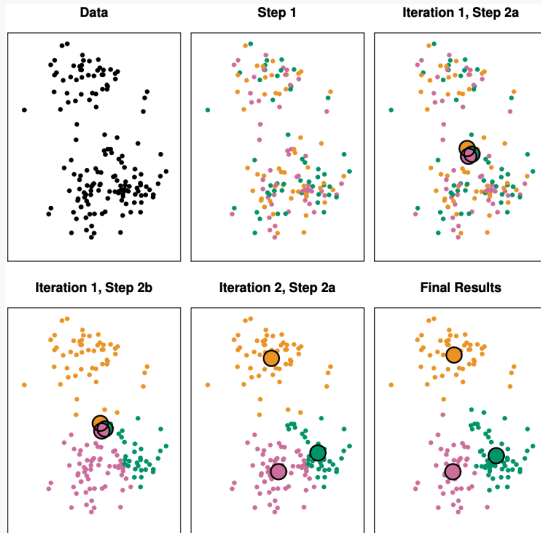 Data
Step 1
Iteration 1, Step 2a
Iteration 1, Step 2b
Iteration 2, Step 2a
Final Results